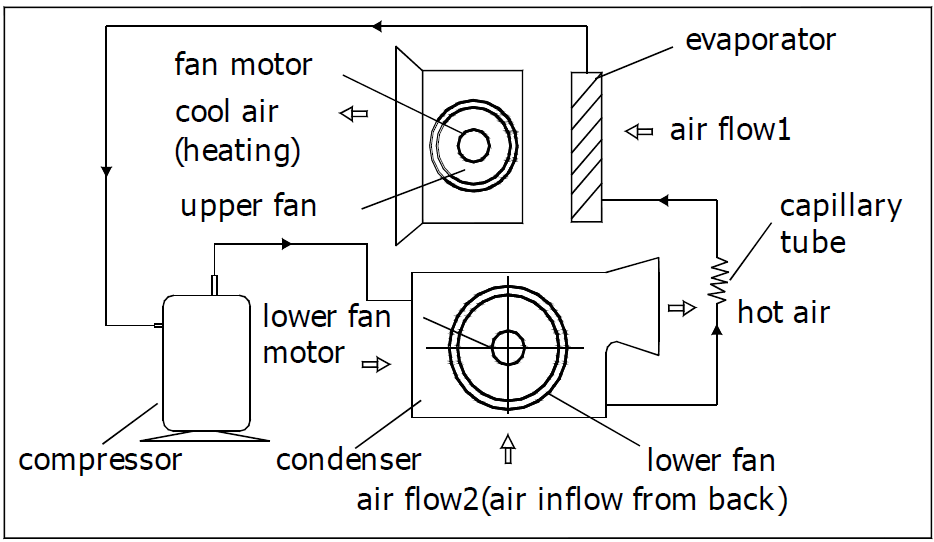 evaporator
fan motor
cool air
(heating)
air flow1
upper fan
capillary
tube
lower fan
motor
hot air
compressor
condenser
lower fan
air flow2(air inflow from back)